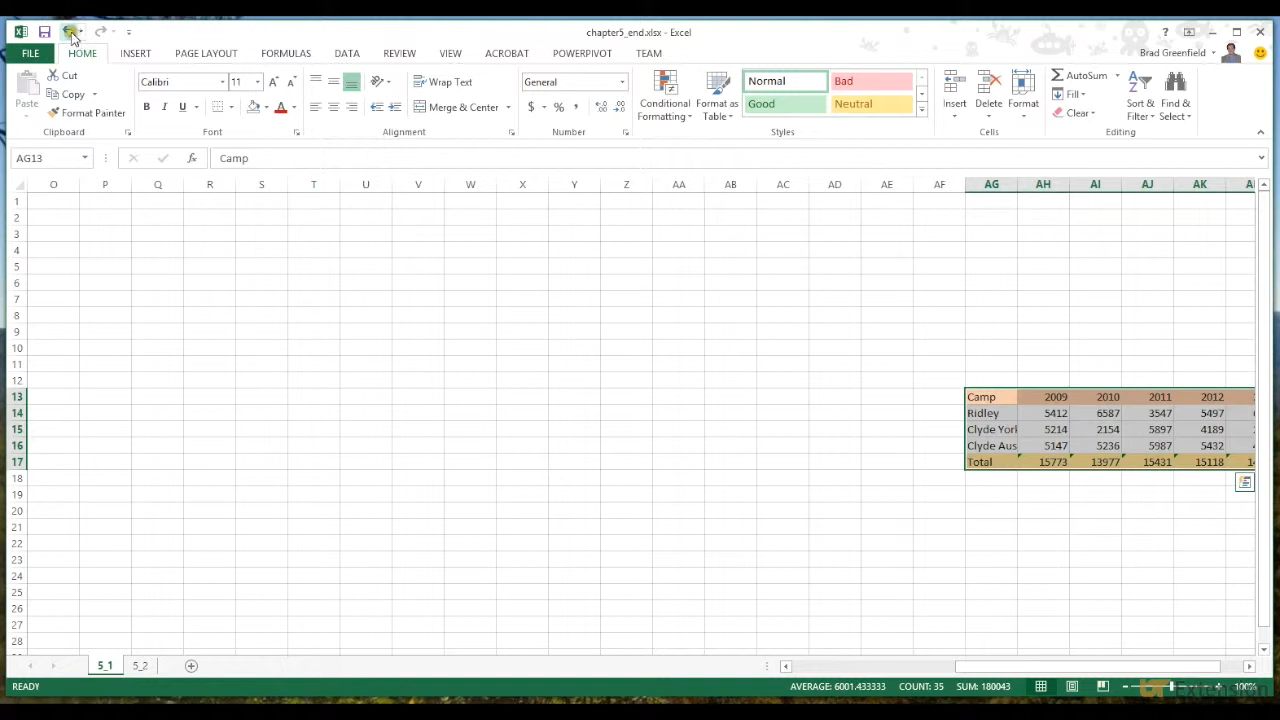 chapter5_end.xlsx - Excel
FILE HOME INSERT PAGE LAYOUT FORMULAS DATA REVIEW VIEW ACROBAT POWERPIVOT TEAM Brad Greenfield
Paste Cut Copy Format Painter
Calibri 11 B I U A
Wrap Text Merge & Center
General $ % ,
Conditional Formatting Format as Table
Normal Bad Good Neutral
Insert Delete Format
AutoSum Fill Clear Sort & Filter Find & Select
Clipboard Font Alignment Number Styles Cells Editing
AG13 fx Camp
O P Q R S T U V W X Y Z AA AB AC AD AE AF AG AH AI AJ AK
1
2
3
4
5
6
7
8
9
10
11
12
13 Camp 2009 2010 2011 2012
14 Ridley 5412 6587 3547 5497
15 Clyde York 5214 2154 5897 4189
16 Clyde Aus 5147 5236 5987 5432
17 Total 15773 13977 15431 15118
18
19
20
21
22
23
24
25
26
27
28
5_1 5_2
READY AVERAGE: 6001.433333 COUNT: 35 SUM: 180043 100%
Extension